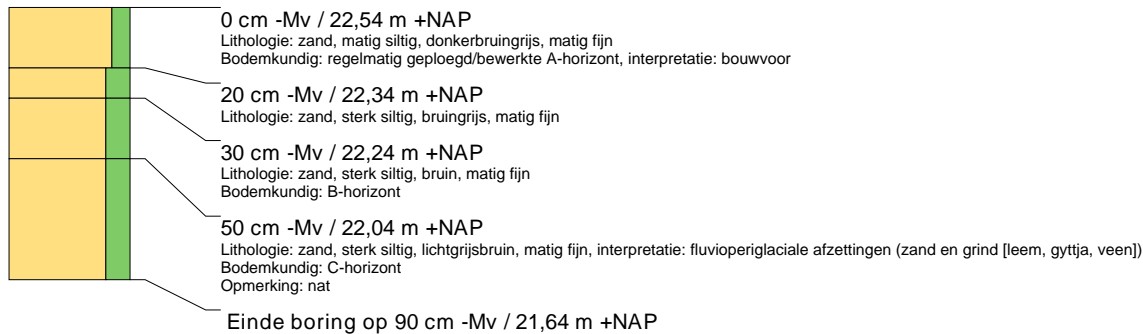 0 cm -Mv / 22,54 m +NAP
Lithologie: zand, matig siltig, donkerbruingrijs, matig fijn
Bodemkundig: regelmatig geploegd/bewerkte A-horizont, interpretatie: bouwvoor
20 cm -Mv / 22,34 m +NAP
Lithologie: zand, sterk siltig, bruingrijs, matig fijn
30 cm -Mv / 22,24 m +NAP
Lithologie: zand, sterk siltig, bruin, matig fijn
Bodemkundig: B-horizont
50 cm -Mv / 22,04 m +NAP
Lithologie: zand, sterk siltig, lichtgrijsbruin, matig fijn, interpretatie: fluvioperiglaciale afzettingen (zand en grind [leem, gyttja, veen])
Bodemkundig: C-horizont
Opmerking: nat
Einde boring op 90 cm -Mv / 21,64 m +NAP